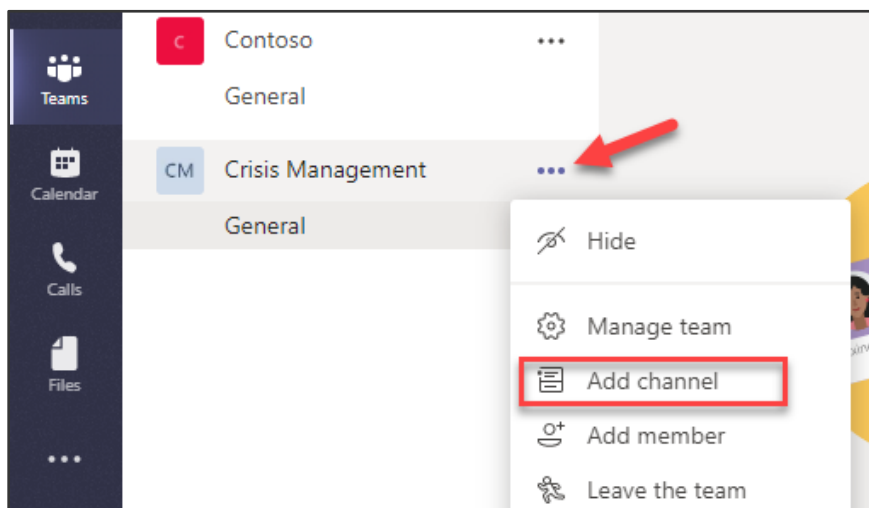 C Contoso
General
CM Crisis Management
General
Teams
Calendar
Calls
Files
Hide
Manage team
Add channel
Add member
Leave the team